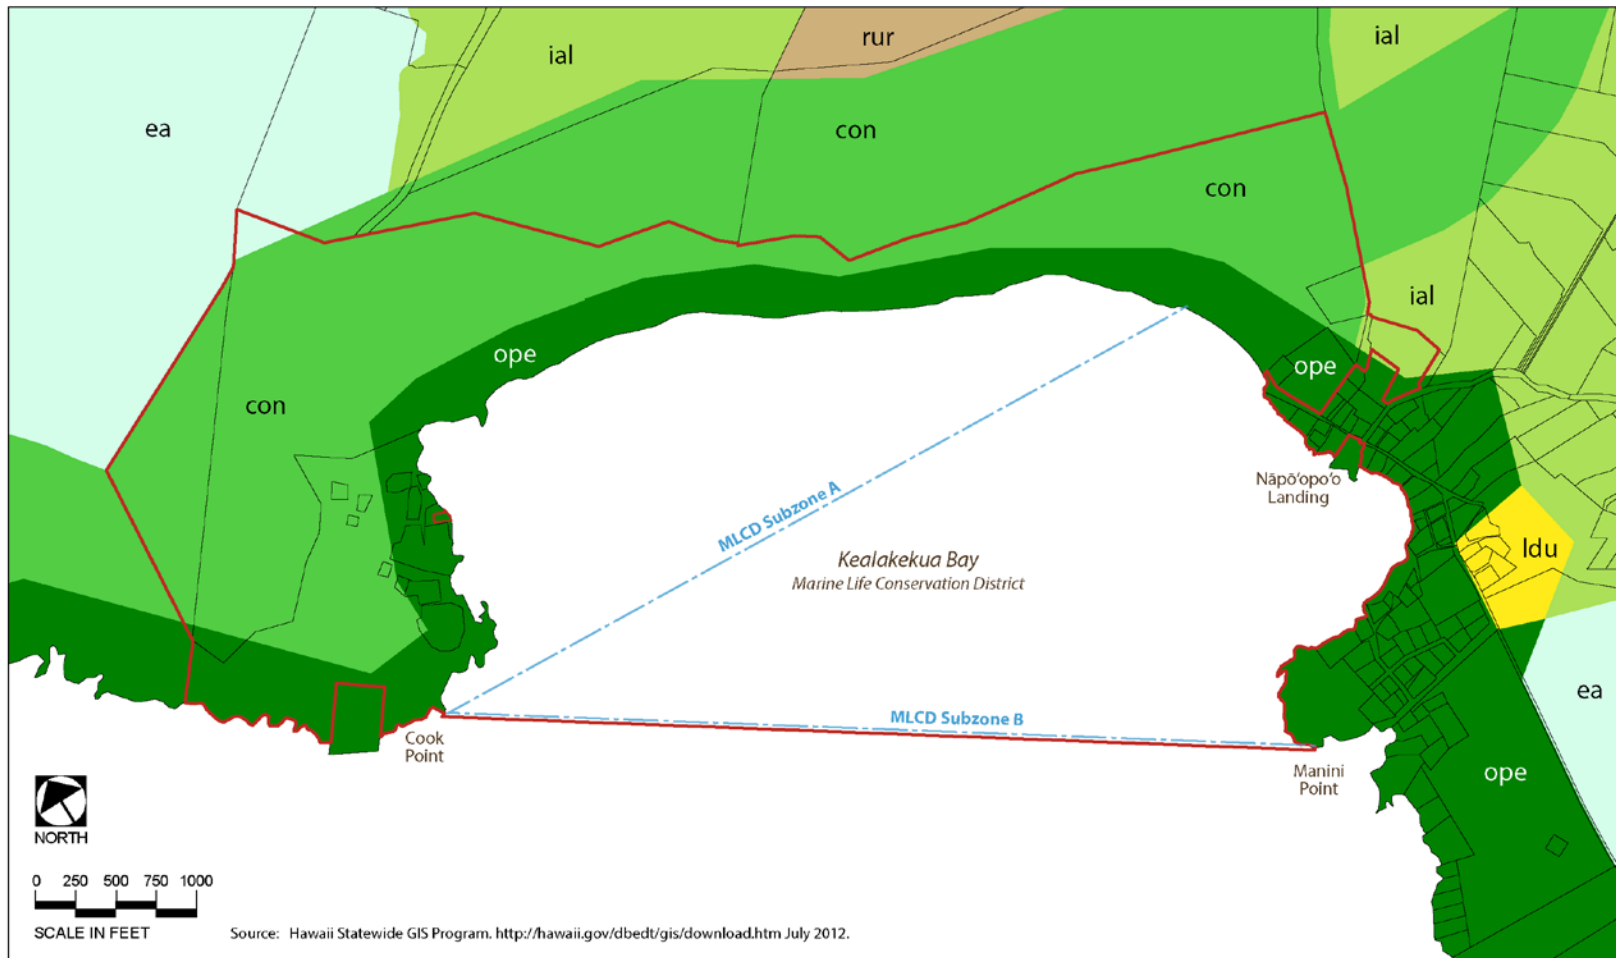 ial
rur
ial
ea
con
con
ial
ope
ope
con
MLCD Subzone A
Nāpō‘opo‘o
Landing
Kealakekua Bay
Marine Life Conservation District
ldu
ea
MLCD Subzone B
Cook
Point
Manini
Point
ope
NORTH
0 250 500 750 1000
SCALE IN FEET
Source: Hawaii Statewide GIS Program. http://hawaii.gov/dbedt/gis/download.htm July 2012.